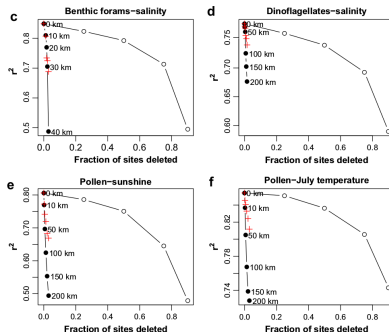 c
Benthic forams-salinity
r²
0.8
0.7
0.6
0.5
0 km
10 km
20 km
30 km
40 km
0.0
0.2
0.4
0.6
0.8
Fraction of sites deleted
d
Dinoflagellates-salinity
0.75
0.70
0.65
0.60
0 km
50 km
100 km
150 km
200 km
0.0
0.2
0.4
0.6
0.8
Fraction of sites deleted
e
Pollen-sunshine
r²
0.80
0.70
0.60
0.50
0 km
10 km
50 km
100 km
150 km
200 km
0.0
0.2
0.4
0.6
0.8
Fraction of sites deleted
f
Pollen-July temperature
r²
0.82
0.78
0.74
0 km
10 km
50 km
100 km
150 km
200 km
0.0
0.2
0.4
0.6
0.8
Fraction of sites deleted